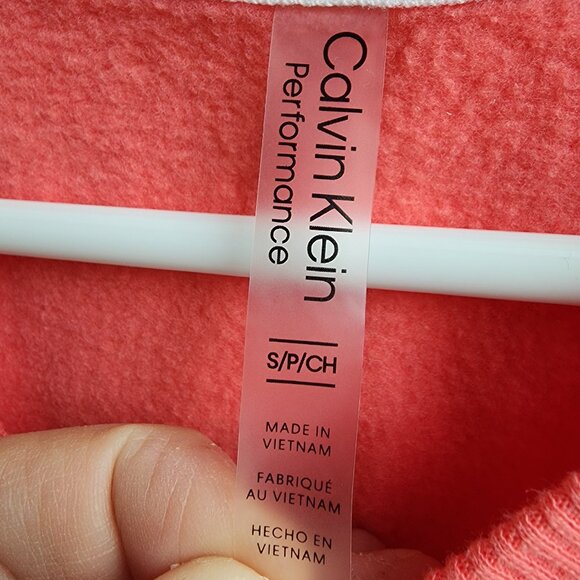 Calvin Klein
Performance
S/P/CH
MADE IN
VIETNAM
FABRIQUÉ
AU VIETNAM
HECHO EN
VIETNAM